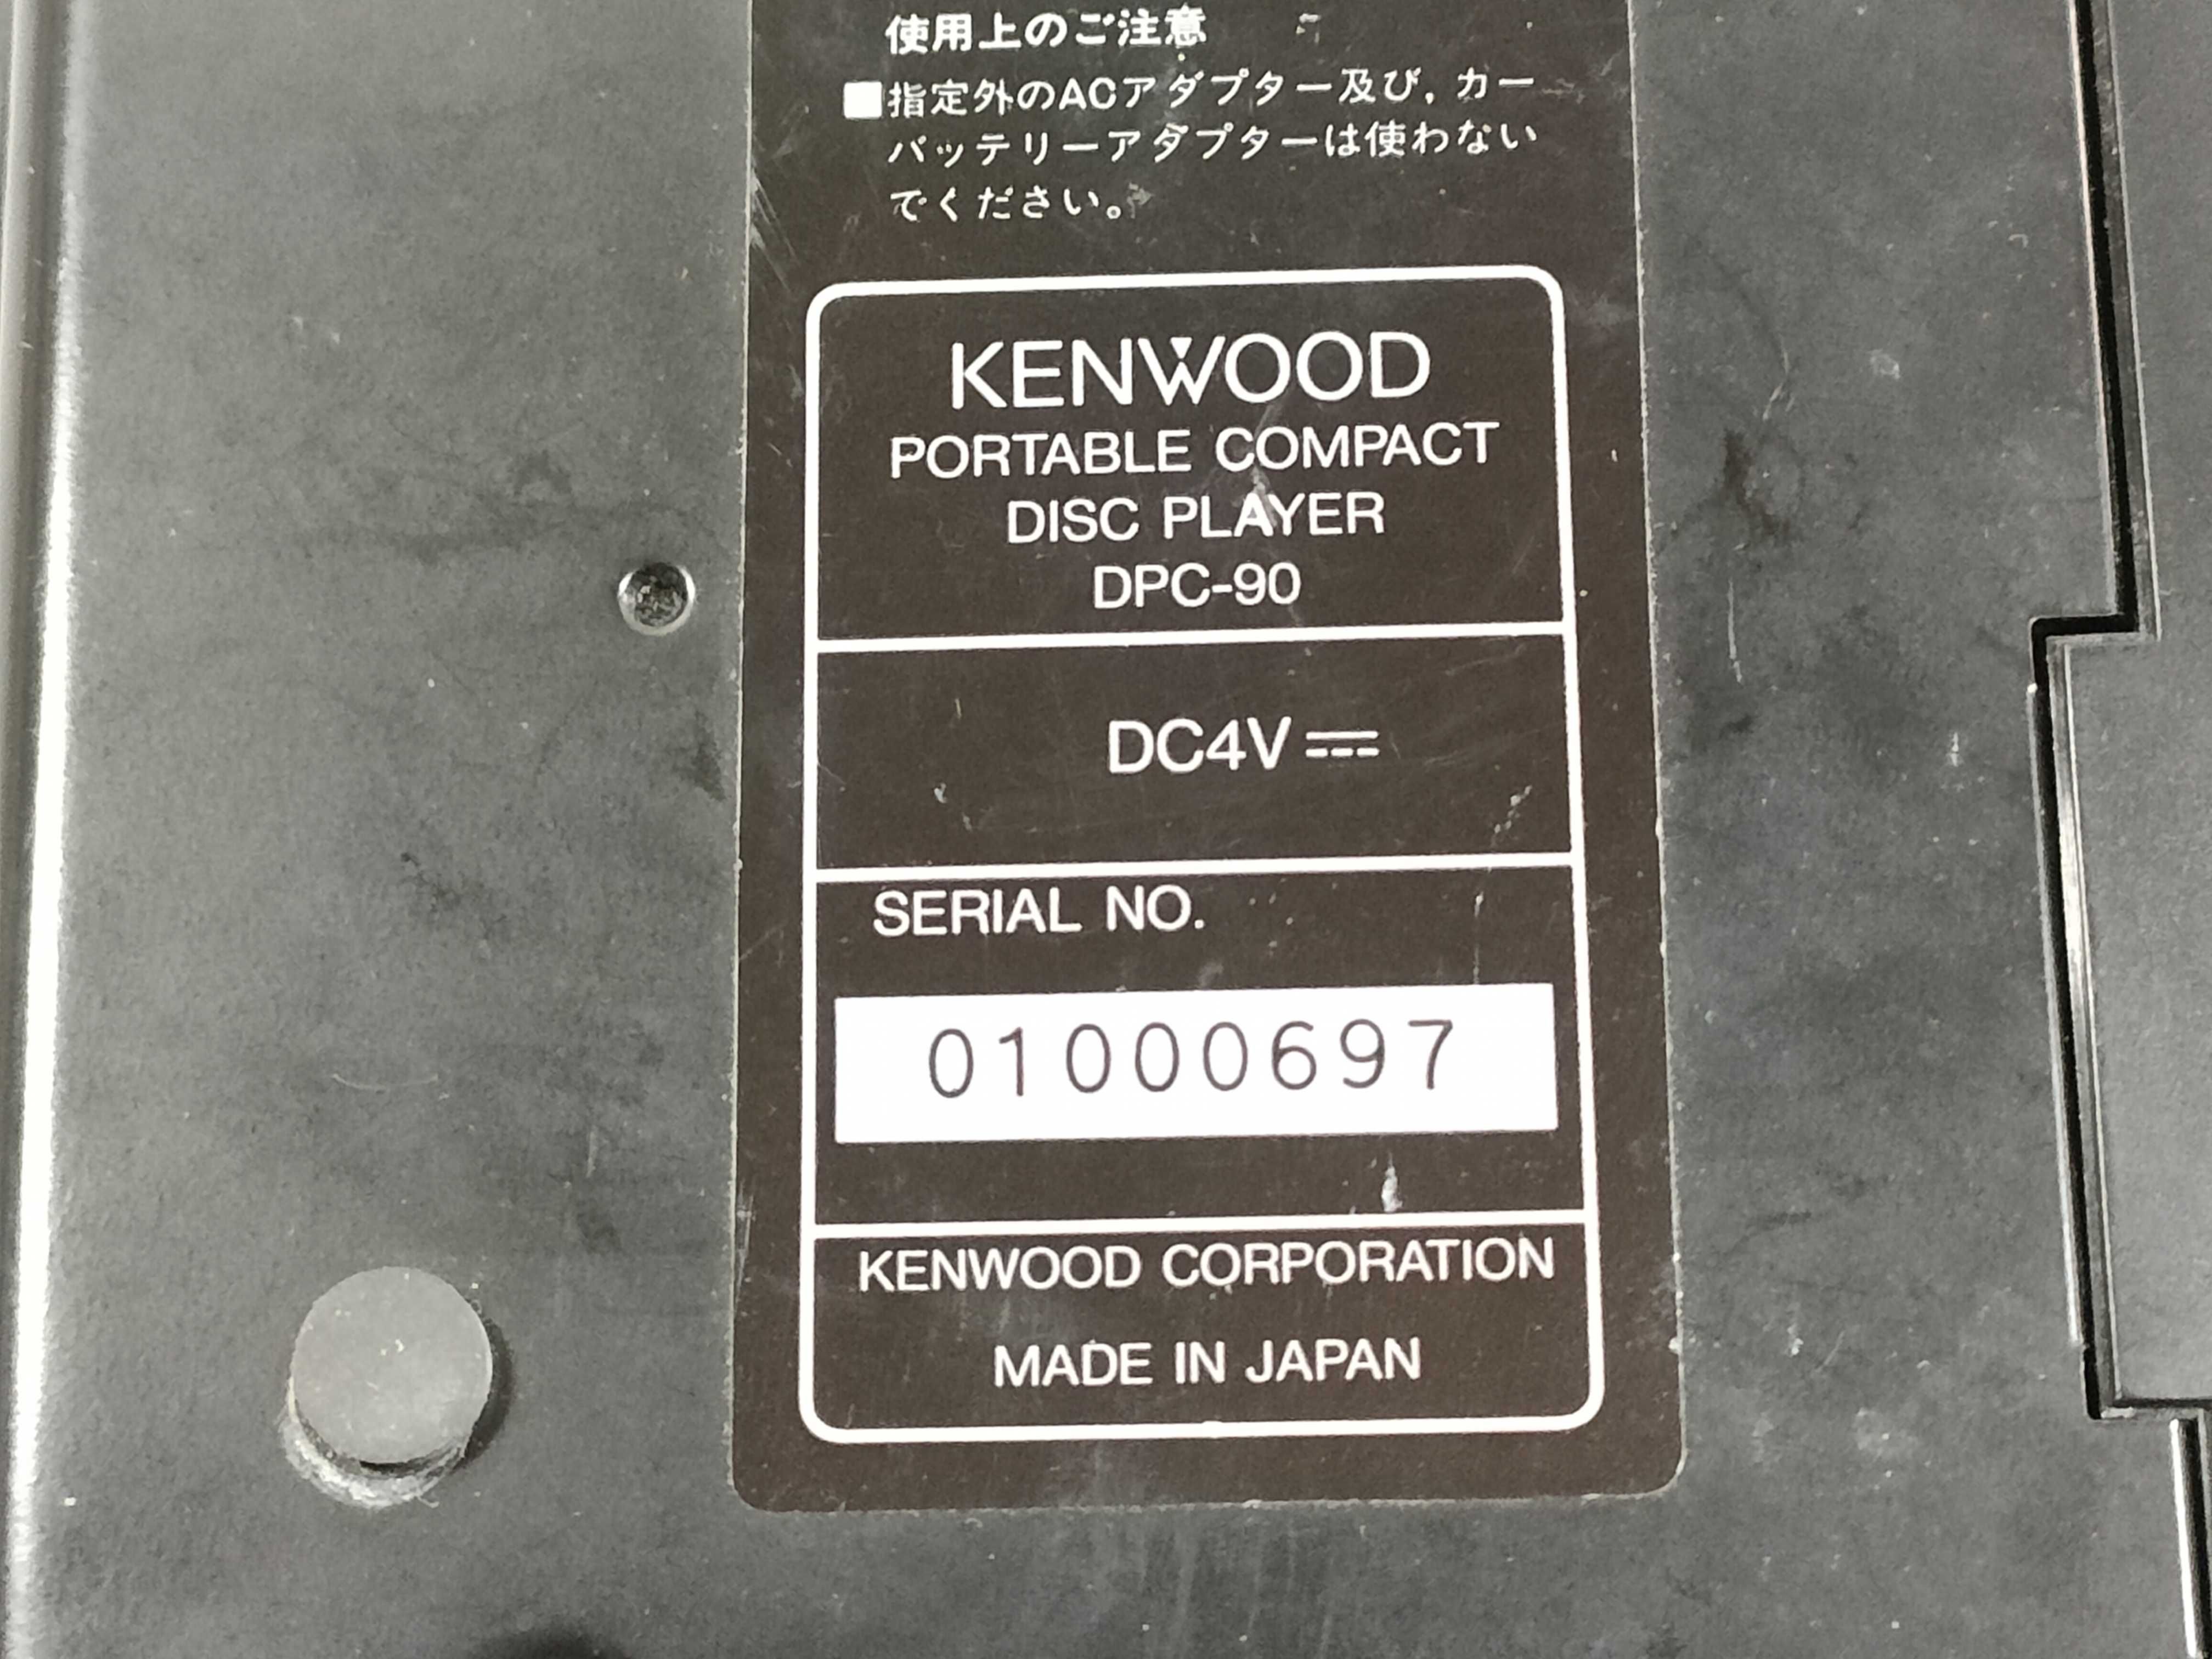 使用上のご注意
■指定外のACアダプター及び, カー
バッテリーアダプターは使わない
でください。
KENWOOD
PORTABLE COMPACT
DISC PLAYER
DPC-90
DC4V⎓
SERIAL NO.
01000697
KENWOOD CORPORATION
MADE IN JAPAN